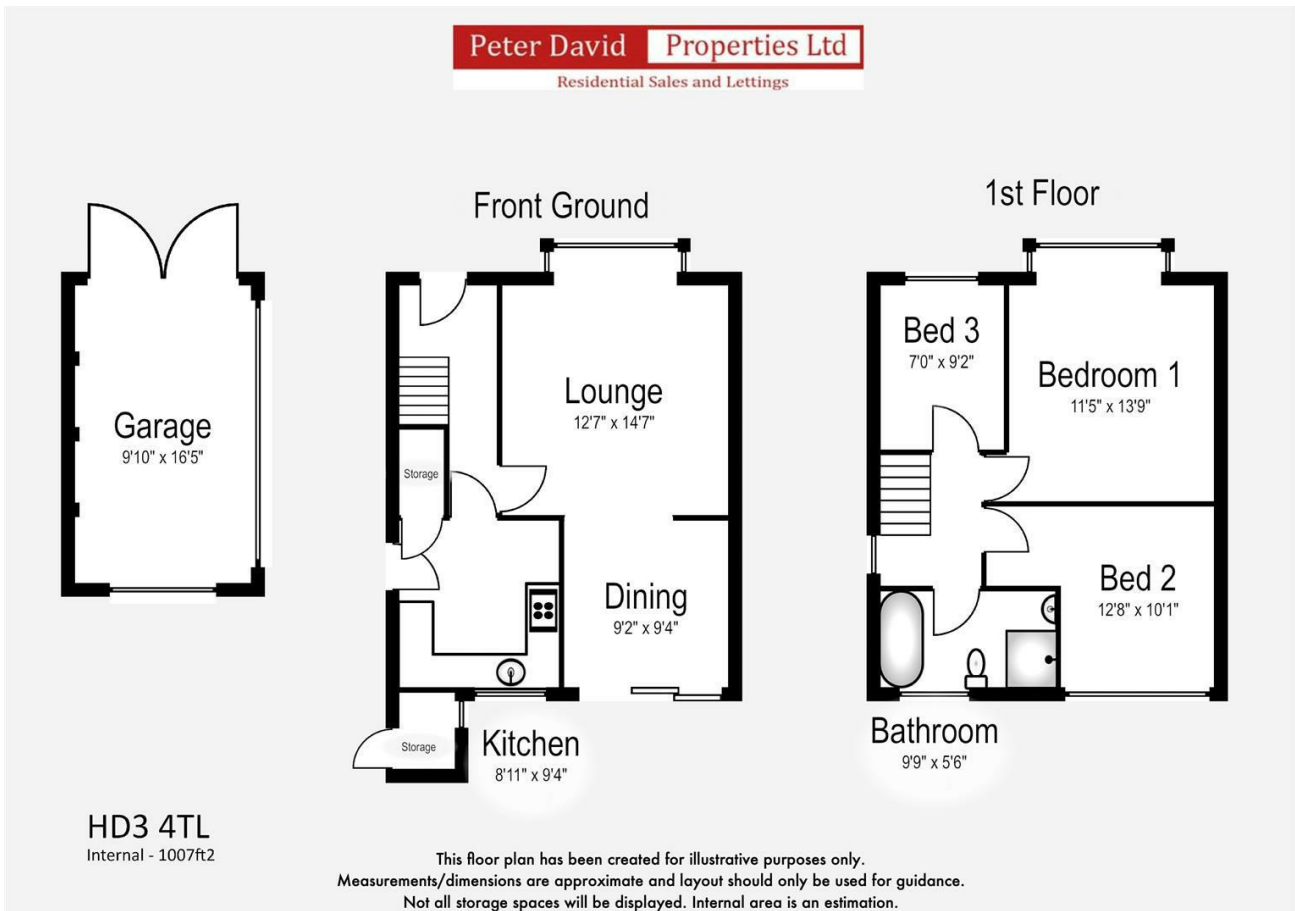 Peter David Properties Ltd
Residential Sales and Lettings
Front Ground
1st Floor
Garage
9'10" x 16'5"
Lounge
12'7" x 14'7"
Storage
Dining
9'2" x 9'4"
Storage
Kitchen
8'11" x 9'4"
Bed 3
7'0" x 9'2"
Bedroom 1
11'5" x 13'9"
Bed 2
12'8" x 10'1"
Bathroom
9'9" x 5'6"
HD3 4TL
Internal - 1007ft2
This floor plan has been created for illustrative purposes only.
Measurements/dimensions are approximate and layout should only be used for guidance.
Not all storage spaces will be displayed. Internal area is an estimation.